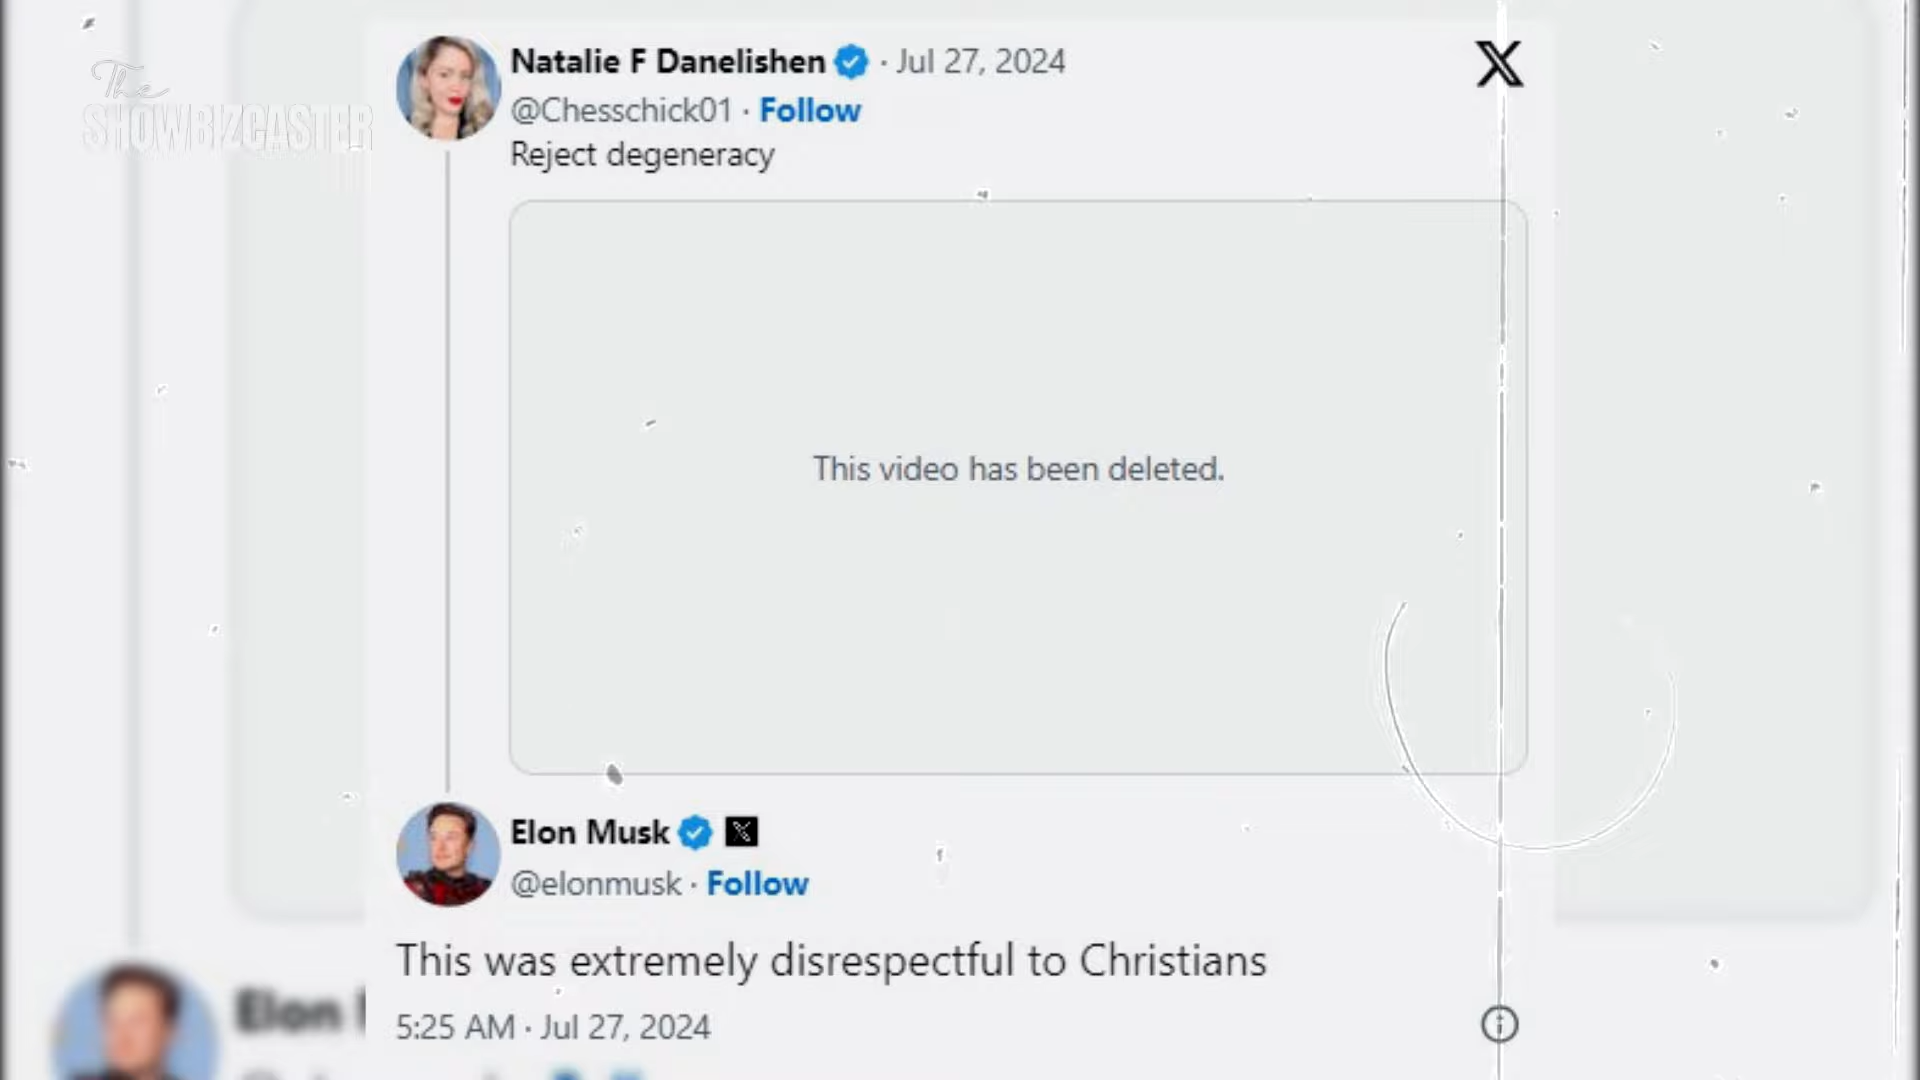 The
SHOWBIZCASTER
Natalie F Danelishen · Jul 27, 2024
@Chesschick01 · Follow
Reject degeneracy
This video has been deleted.
Elon Musk
@elonmusk · Follow
This was extremely disrespectful to Christians
5:25 AM · Jul 27, 2024
Elon